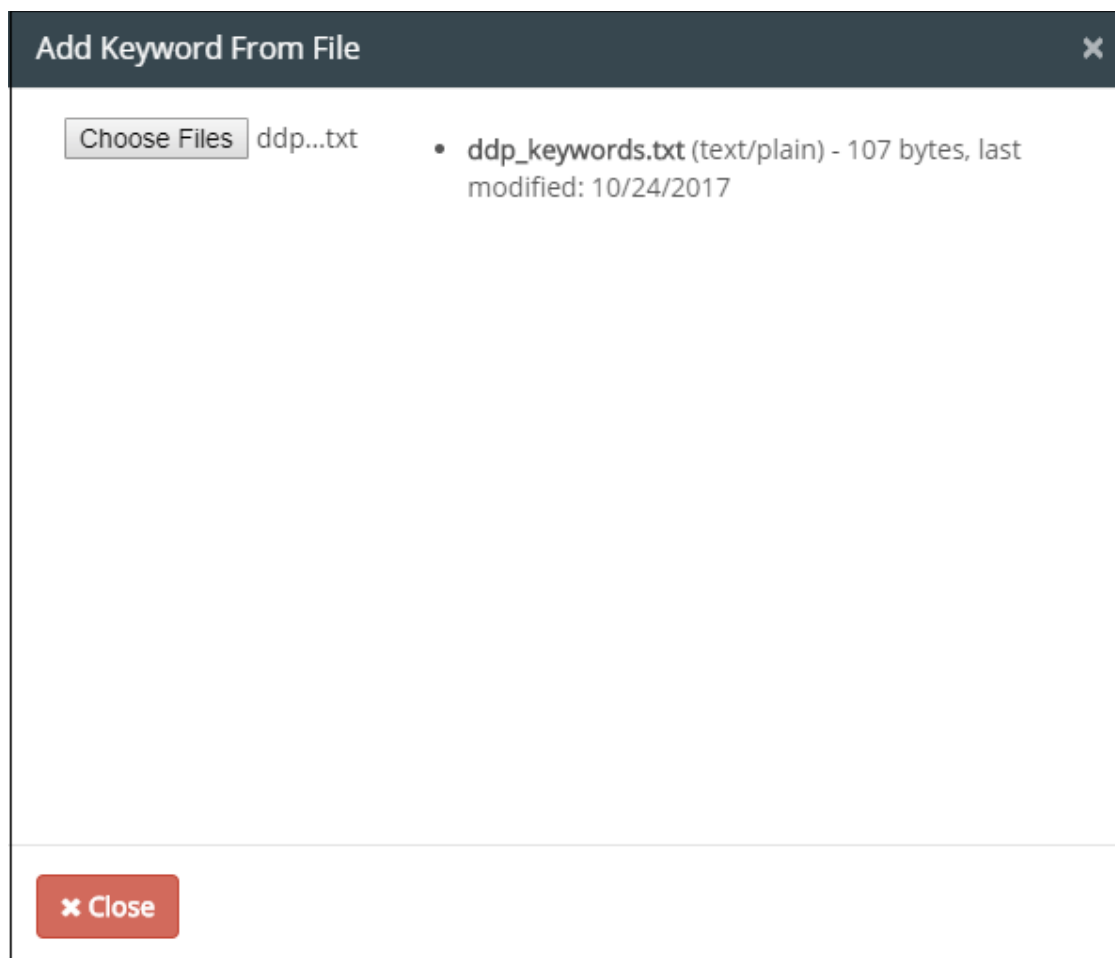 Add Keyword From File ×
Choose Files ddp...txt
• ddp_keywords.txt (text/plain) - 107 bytes, last
modified: 10/24/2017
× Close